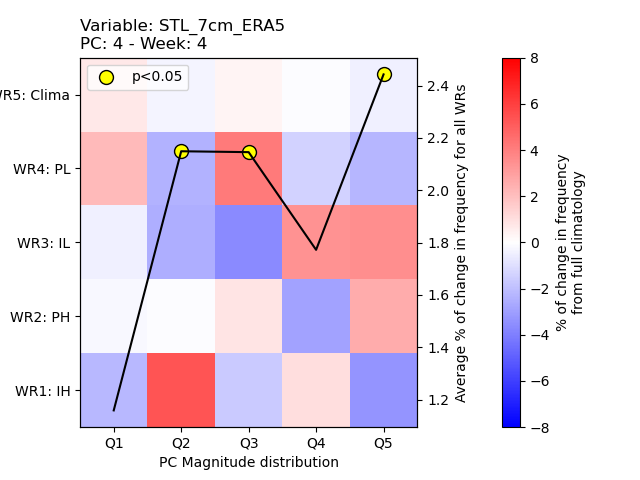 Variable: STL_7cm_ERA5
PC: 4 - Week: 4
p<0.05
WR5: Clima
WR4: PL
WR3: IL
WR2: PH
WR1: IH
Q1 Q2 Q3 Q4 Q5
PC Magnitude distribution
2.4
2.2
2.0
1.8
1.6
1.4
1.2
Average % of change in frequency for all WRs
8
6
4
2
0
−2
−4
−6
−8
% of change in frequency
from full climatology